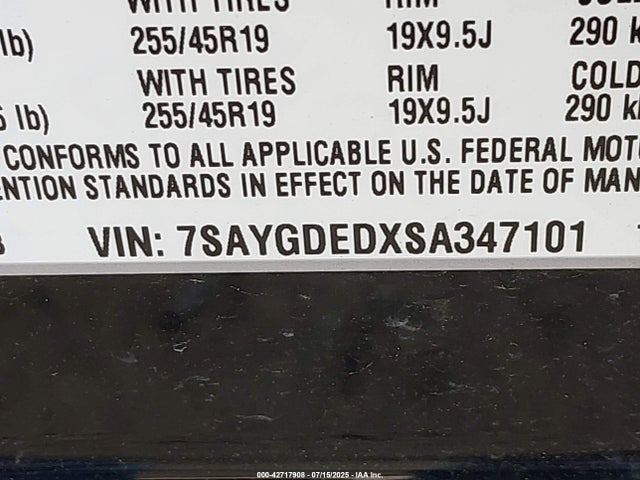 WITH TIRES RIM COLD
lb) 255/45R19 19X9.5J 290 k
WITH TIRES RIM COLD
lb) 255/45R19 19X9.5J 290 k
CONFORMS TO ALL APPLICABLE U.S. FEDERAL MOT
ENTION STANDARDS IN EFFECT ON THE DATE OF MAN
VIN: 7SAYGDEDXSA347101
000-42717908 - 07/15/2025 - IAA Inc.